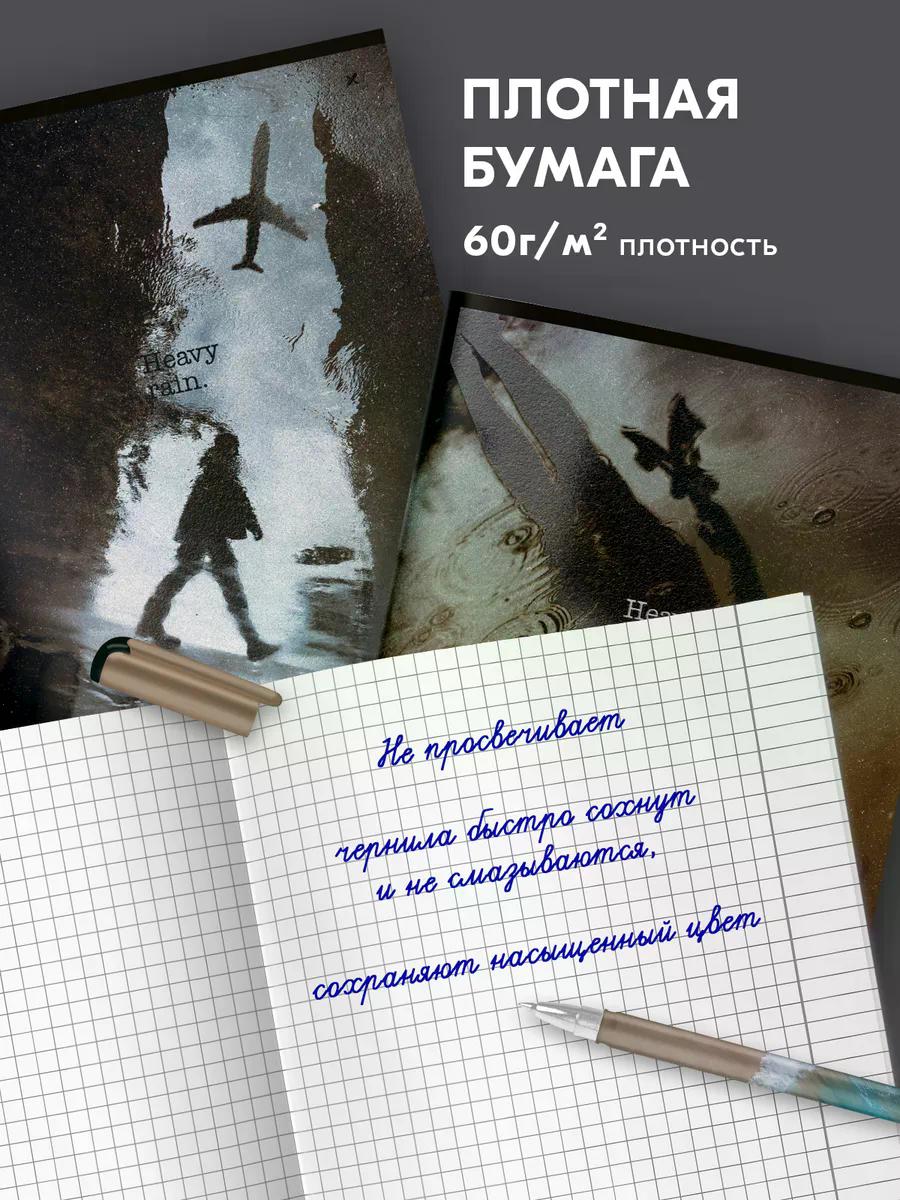 ПЛОТНАЯ
БУМАГА
60г/м² плотность
Heavy
rain.
Не просвечивает
чернила быстро сохнут
и не смазываются,
сохраняют насыщенный цвет